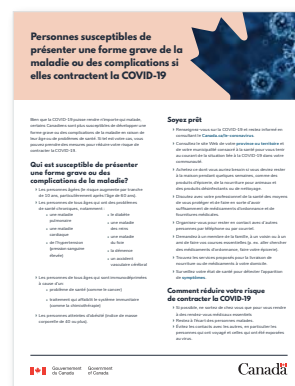 Personnes susceptibles de
présenter une forme grave de la
maladie ou des complications si
elles contractent la COVID-19
Bien que la COVID-19 puisse rendre n'importe qui malade,
certains Canadiens sont plus susceptibles de développer une
forme grave ou des complications de la maladie en raison de
leur âge ou de problèmes de santé. Si tel est votre cas, vous
pouvez prendre des mesures pour réduire votre risque de
contracter la COVID-19.
Qui est susceptible de présenter
une forme grave ou des
complications de la maladie?
Les personnes âgées (le risque augmente par tranche
de 10 ans, particulièrement après l'âge de 60 ans)
Les personnes de tous âges qui ont des problèmes
de santé chroniques, notamment :
une maladie
pulmonaire
une maladie
cardiaque
de l'hypertension
(pression sanguine
élevée)
le diabète
une maladie
des reins
une maladie
du foie
la démence
un accident
vasculaire cérébral
Les personnes de tous âges qui sont immunodéprimées
à cause d'un
problème de santé (comme le cancer)
traitement qui affaiblit le système immunitaire
(comme la chimiothérapie)
Les personnes atteintes d'obésité (indice de masse
corporelle de 40 ou plus).
Soyez prêt
Renseignez-vous sur la COVID-19 et restez informé en
consultant le Canada.ca/le-coronavirus.
Consultez le site Web de votre province ou territoire et
de votre municipalité consacré à la santé pour vous tenir
au courant de la situation liée à la COVID-19 dans votre
communauté.
Achetez ce dont vous aurez besoin si vous devez rester
à la maison pendant quelques semaines, comme des
produits d'épicerie, de la nourriture pour animaux et
des produits désinfectants ou de nettoyage.
Discutez avec votre professionnel de la santé des moyens
de vous protéger et de faire en sorte d'avoir
suffisamment de médicaments d'ordonnance et de
fournitures médicales.
Organisez-vous pour rester en contact avec d'autres
personnes par téléphone ou par courriel.
Demandez à un membre de la famille, à un voisin ou à un
ami de faire vos courses essentielles (p. ex. aller chercher
des médicaments d'ordonnance, faire votre épicerie).
Trouvez les services proposés pour la livraison de
nourriture ou de médicaments à votre domicile.
Surveillez votre état de santé pour détecter l'apparition
de symptômes.
Comment réduire votre risque
de contracter la COVID-19
Si possible, ne sortez de chez vous que pour vous rendre
à des rendez-vous médicaux essentiels.
Restez à l'écart des personnes malades.
Évitez les contacts avec les autres, en particulier les
personnes qui ont voyagé et celles qui ont été exposées
au virus.
Gouvernement
du Canada
Government
of Canada
Canada